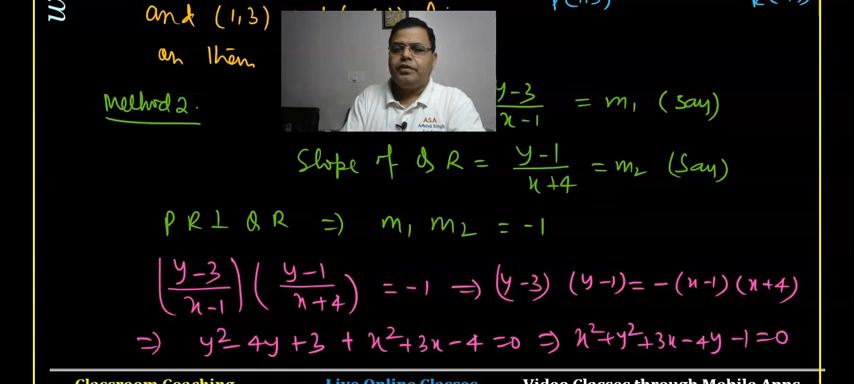 and (1,3)
on them
Method 2.
y-3/x-1 = m₁ (say)
Slope of QR = y-1/x+4 = m₂ (Say)
PR ⊥ QR ⇒ m₁ m₂ = -1
(y-3/x-1) (y-1/x+4) = -1 ⇒ (y-3) (y-1) = -(x-1)(x+4)
⇒ y²-4y+3 + x²+3x-4=0 ⇒ x²+y²+3x-4y-1=0
ASA
Classroom Coaching Live Online Classes Video Classes through Mobile Apps